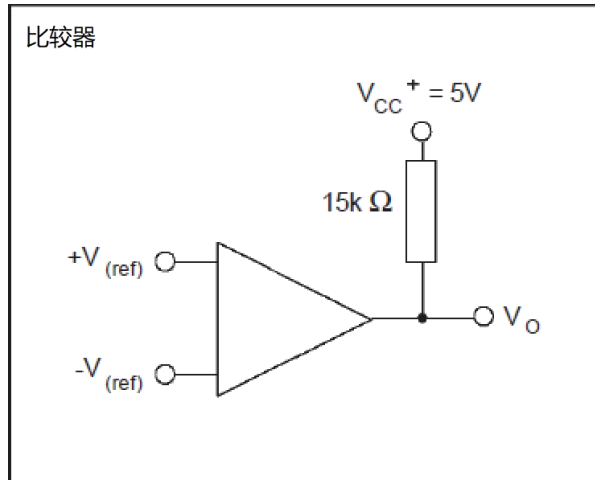 比较器
VCC+ = 5V
15k Ω
+V (ref)
-V (ref)
VO